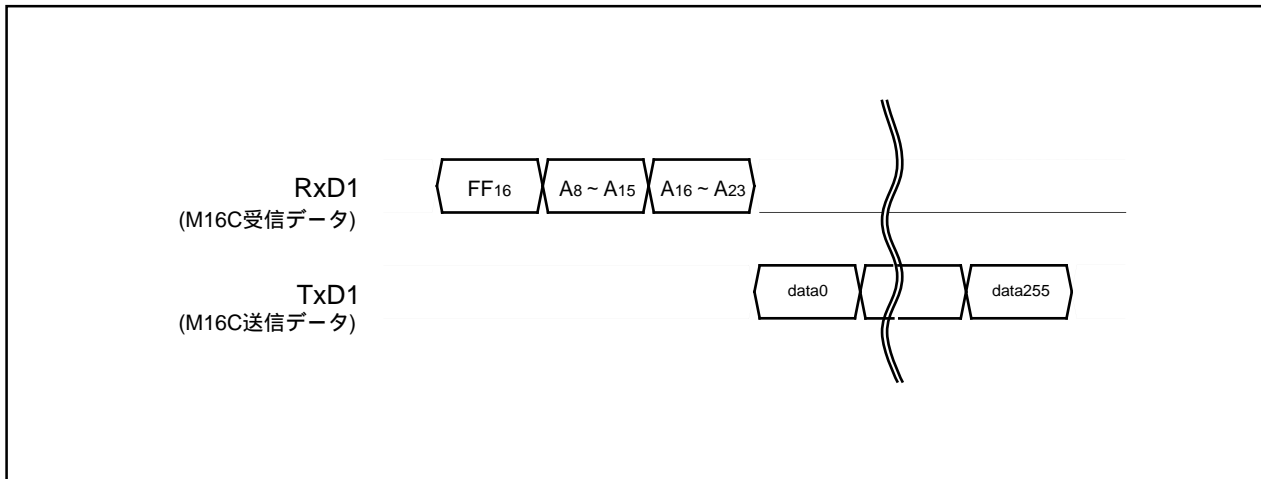 RxD1
(M16C受信データ)
FF16 A8 ~ A15 A16 ~ A23
TxD1
(M16C送信データ)
data0 data255